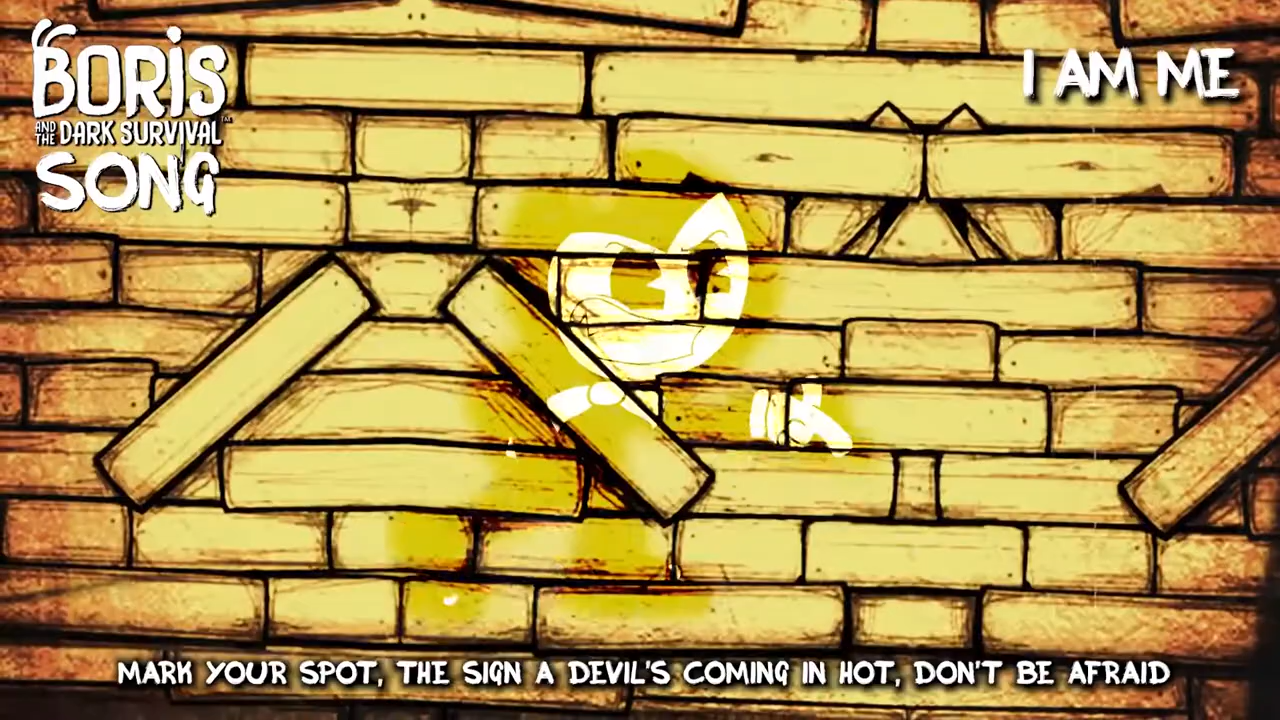 BORIS
AND THE DARK SURVIVAL™
SONG
I AM ME
MARK YOUR SPOT, THE SIGN A DEVIL'S COMING IN HOT, DON'T BE AFRAID